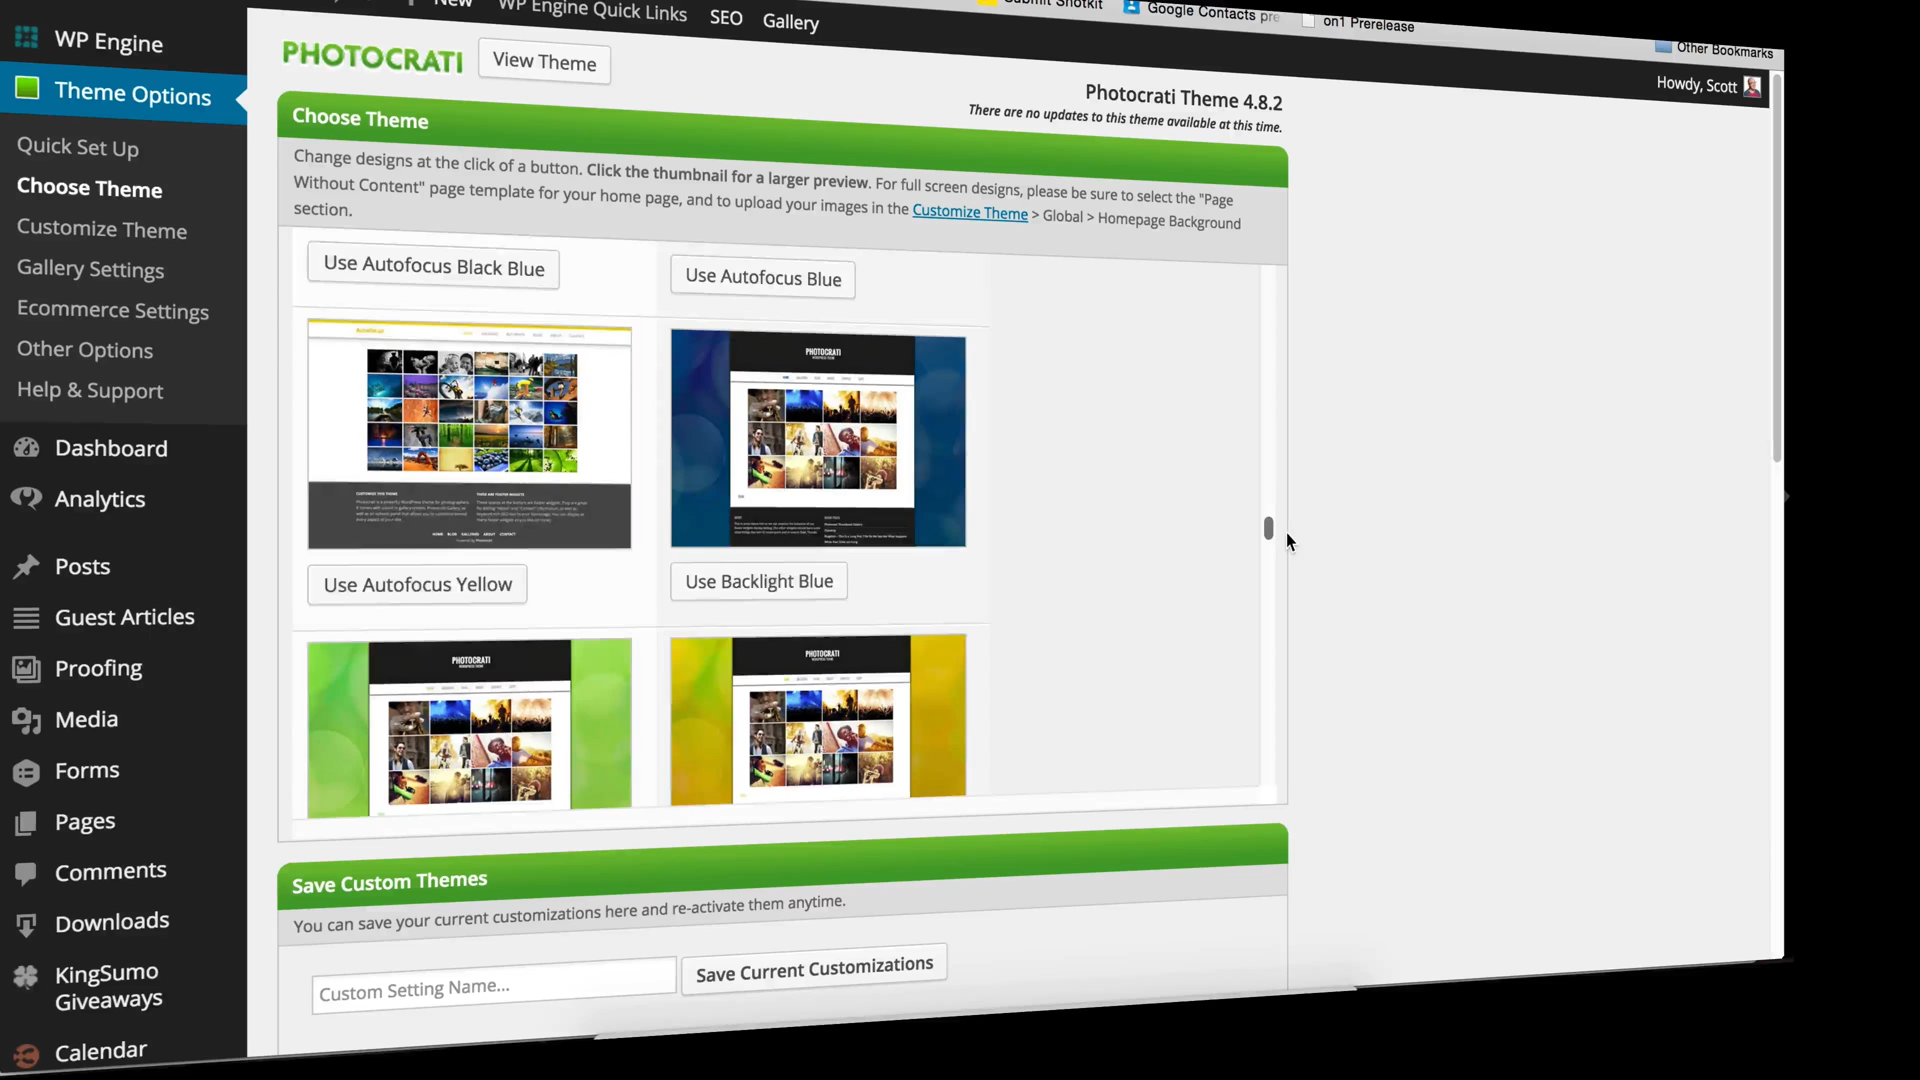 New
WP Engine Quick Links
SEO
Gallery
Submit Shotkit
Google Contacts pre
on1 Prerelease
Other Bookmarks
Howdy, Scott
WP Engine
Theme Options
Quick Set Up
Choose Theme
Customize Theme
Gallery Settings
Ecommerce Settings
Other Options
Help & Support
Dashboard
Analytics
Posts
Guest Articles
Proofing
Media
Forms
Pages
Comments
Downloads
KingSumo
Giveaways
Calendar
PHOTOCRATI
View Theme
Photocrati Theme 4.8.2
There are no updates to this theme available at this time.
Choose Theme
Change designs at the click of a button. Click the thumbnail for a larger preview. For full screen designs, please be sure to select the "Page
Without Content" page template for your home page, and to upload your images in the Customize Theme > Global > Homepage Background
section.
Use Autofocus Black Blue
Use Autofocus Blue
PHOTOCRATI
Use Autofocus Yellow
Use Backlight Blue
PHOTOCRATI
PHOTOCRATI
Save Custom Themes
You can save your current customizations here and re-activate them anytime.
Custom Setting Name...
Save Current Customizations